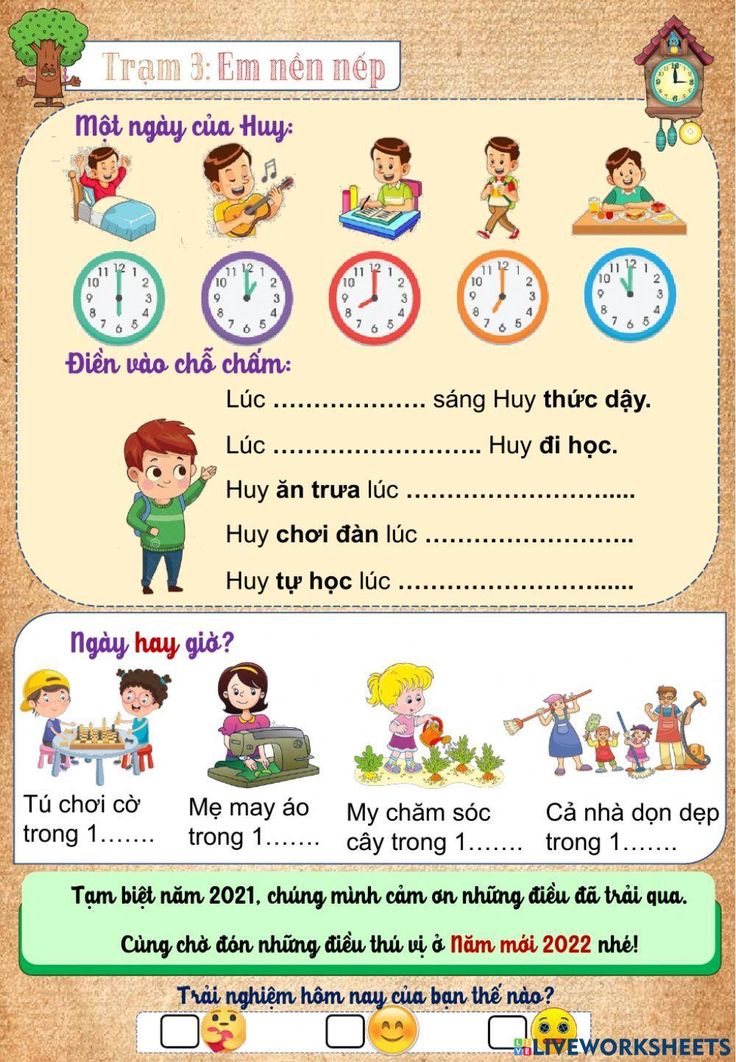 Trạm 3: Em nền nếp
Một ngày của Huy:
Điền vào chỗ chấm:
Lúc ………………. sáng Huy thức dậy.
Lúc …………………….. Huy đi học.
Huy ăn trưa lúc …………………….....
Huy chơi đàn lúc ……………………..
Huy tự học lúc …………………….....
Ngày hay giờ?
Tú chơi cờ
trong 1…….
Mẹ may áo
trong 1…….
My chăm sóc
cây trong 1…….
Cả nhà dọn dẹp
trong 1…….
Tạm biệt năm 2021, chúng mình cảm ơn những điều đã trải qua.
Cùng chờ đón những điều thú vị ở Năm mới 2022 nhé!
Trải nghiệm hôm nay của bạn thế nào?
LIVEWORKSHEETS